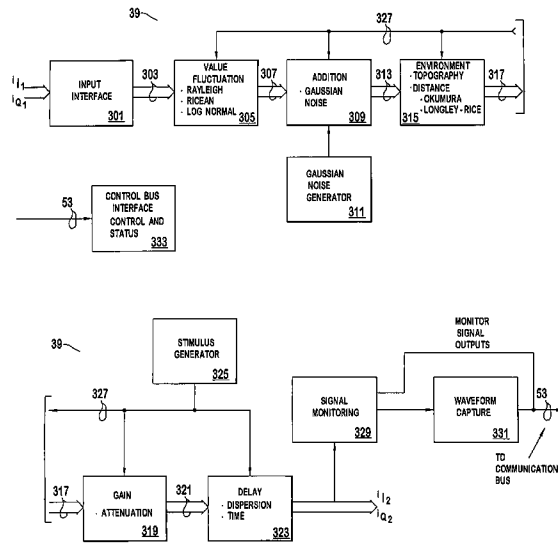 39
327
i I1
i Q1
INPUT
INTERFACE
301
303
VALUE
FLUCTUATION
· RAYLEIGH
· RICEAN
· LOG NORMAL
305
307
ADDITION
· GAUSSIAN
NOISE
309
313
ENVIRONMENT
· TOPOGRAPHY
· DISTANCE
· OKUMURA
· LONGLEY-RICE
315
317
GAUSSIAN
NOISE
GENERATOR
311
53
CONTROL BUS
INTERFACE
CONTROL AND
STATUS
333
39
STIMULUS
GENERATOR
325
327
MONITOR
SIGNAL
OUTPUTS
SIGNAL
MONITORING
329
WAVEFORM
CAPTURE
331
53
TO
COMMUNICATION
BUS
317
GAIN
· ATTENUATION
319
321
DELAY
· DISPERSION
· TIME
323
i I2
i Q2